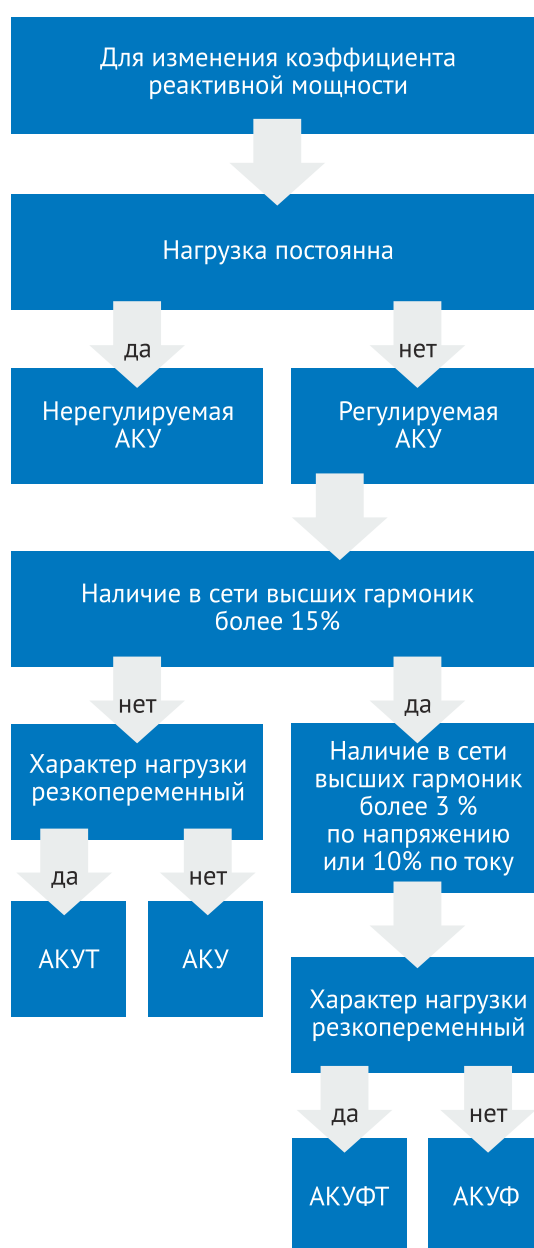 Для изменения коэффициента
реактивной мощности
Нагрузка постоянна
да
нет
Нерегулируемая
АКУ
Регулируемая
АКУ
Наличие в сети высших гармоник
более 15%
нет
да
Характер нагрузки
резкопеременный
Наличие в сети
высших гармоник
более 3 %
по напряжению
или 10% по току
да
нет
АКУТ
АКУ
Характер нагрузки
резкопеременный
да
нет
АКУФТ
АКУФ